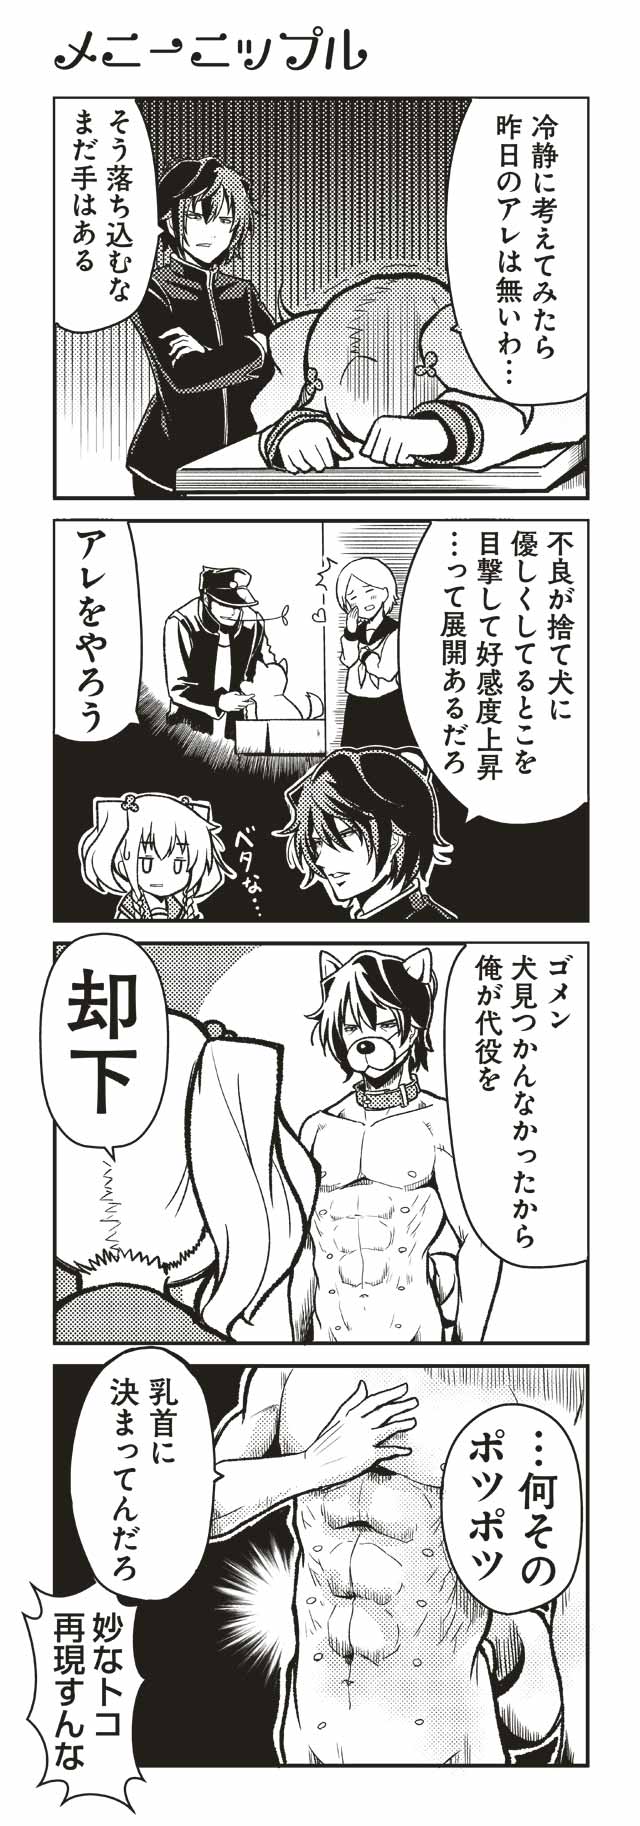 メニーニップル
冷静に考えてみたら
昨日のアレは無いわ…
そう落ち込むな
まだ手はある
不良が捨て犬に
優しくしてるとこを
目撃して好感度上昇
…って展開あるだろ
アレをやろう
ベタな…
ゴメン
犬見つかんなかったから
俺が代役を
却下
…何その
ポツポツ
乳首に
決まってんだろ
妙なトコ
再現すんな